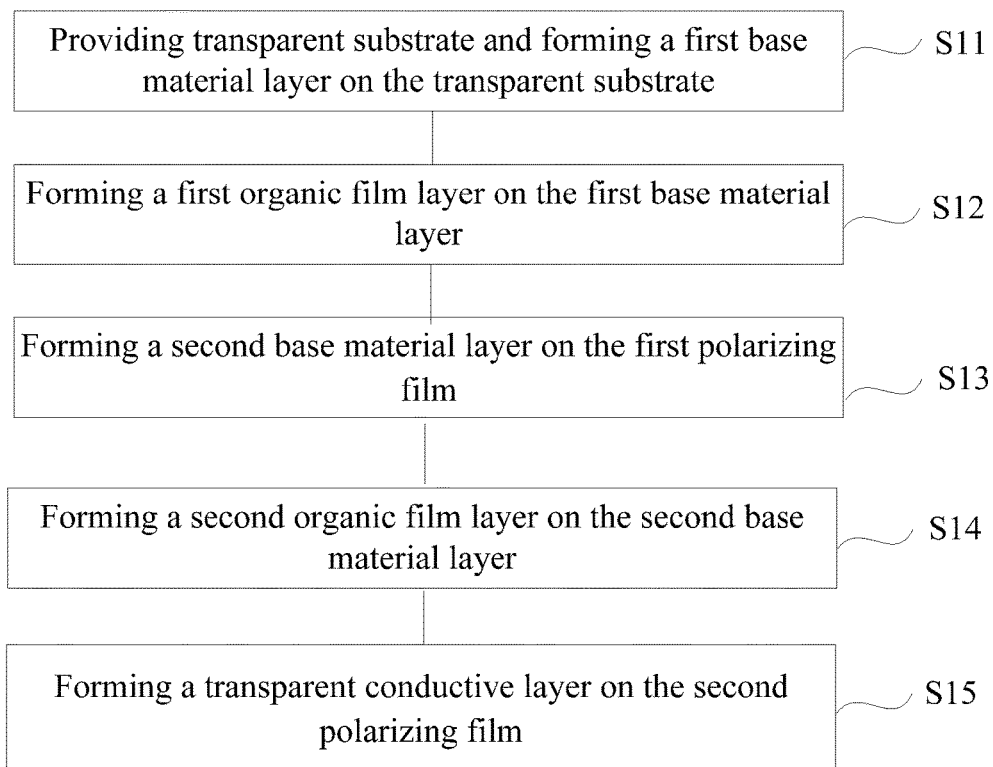 Providing transparent substrate and forming a first base
material layer on the transparent substrate
S11
Forming a first organic film layer on the first base material
layer
S12
Forming a second base material layer on the first polarizing
film
S13
Forming a second organic film layer on the second base
material layer
S14
Forming a transparent conductive layer on the second
polarizing film
S15